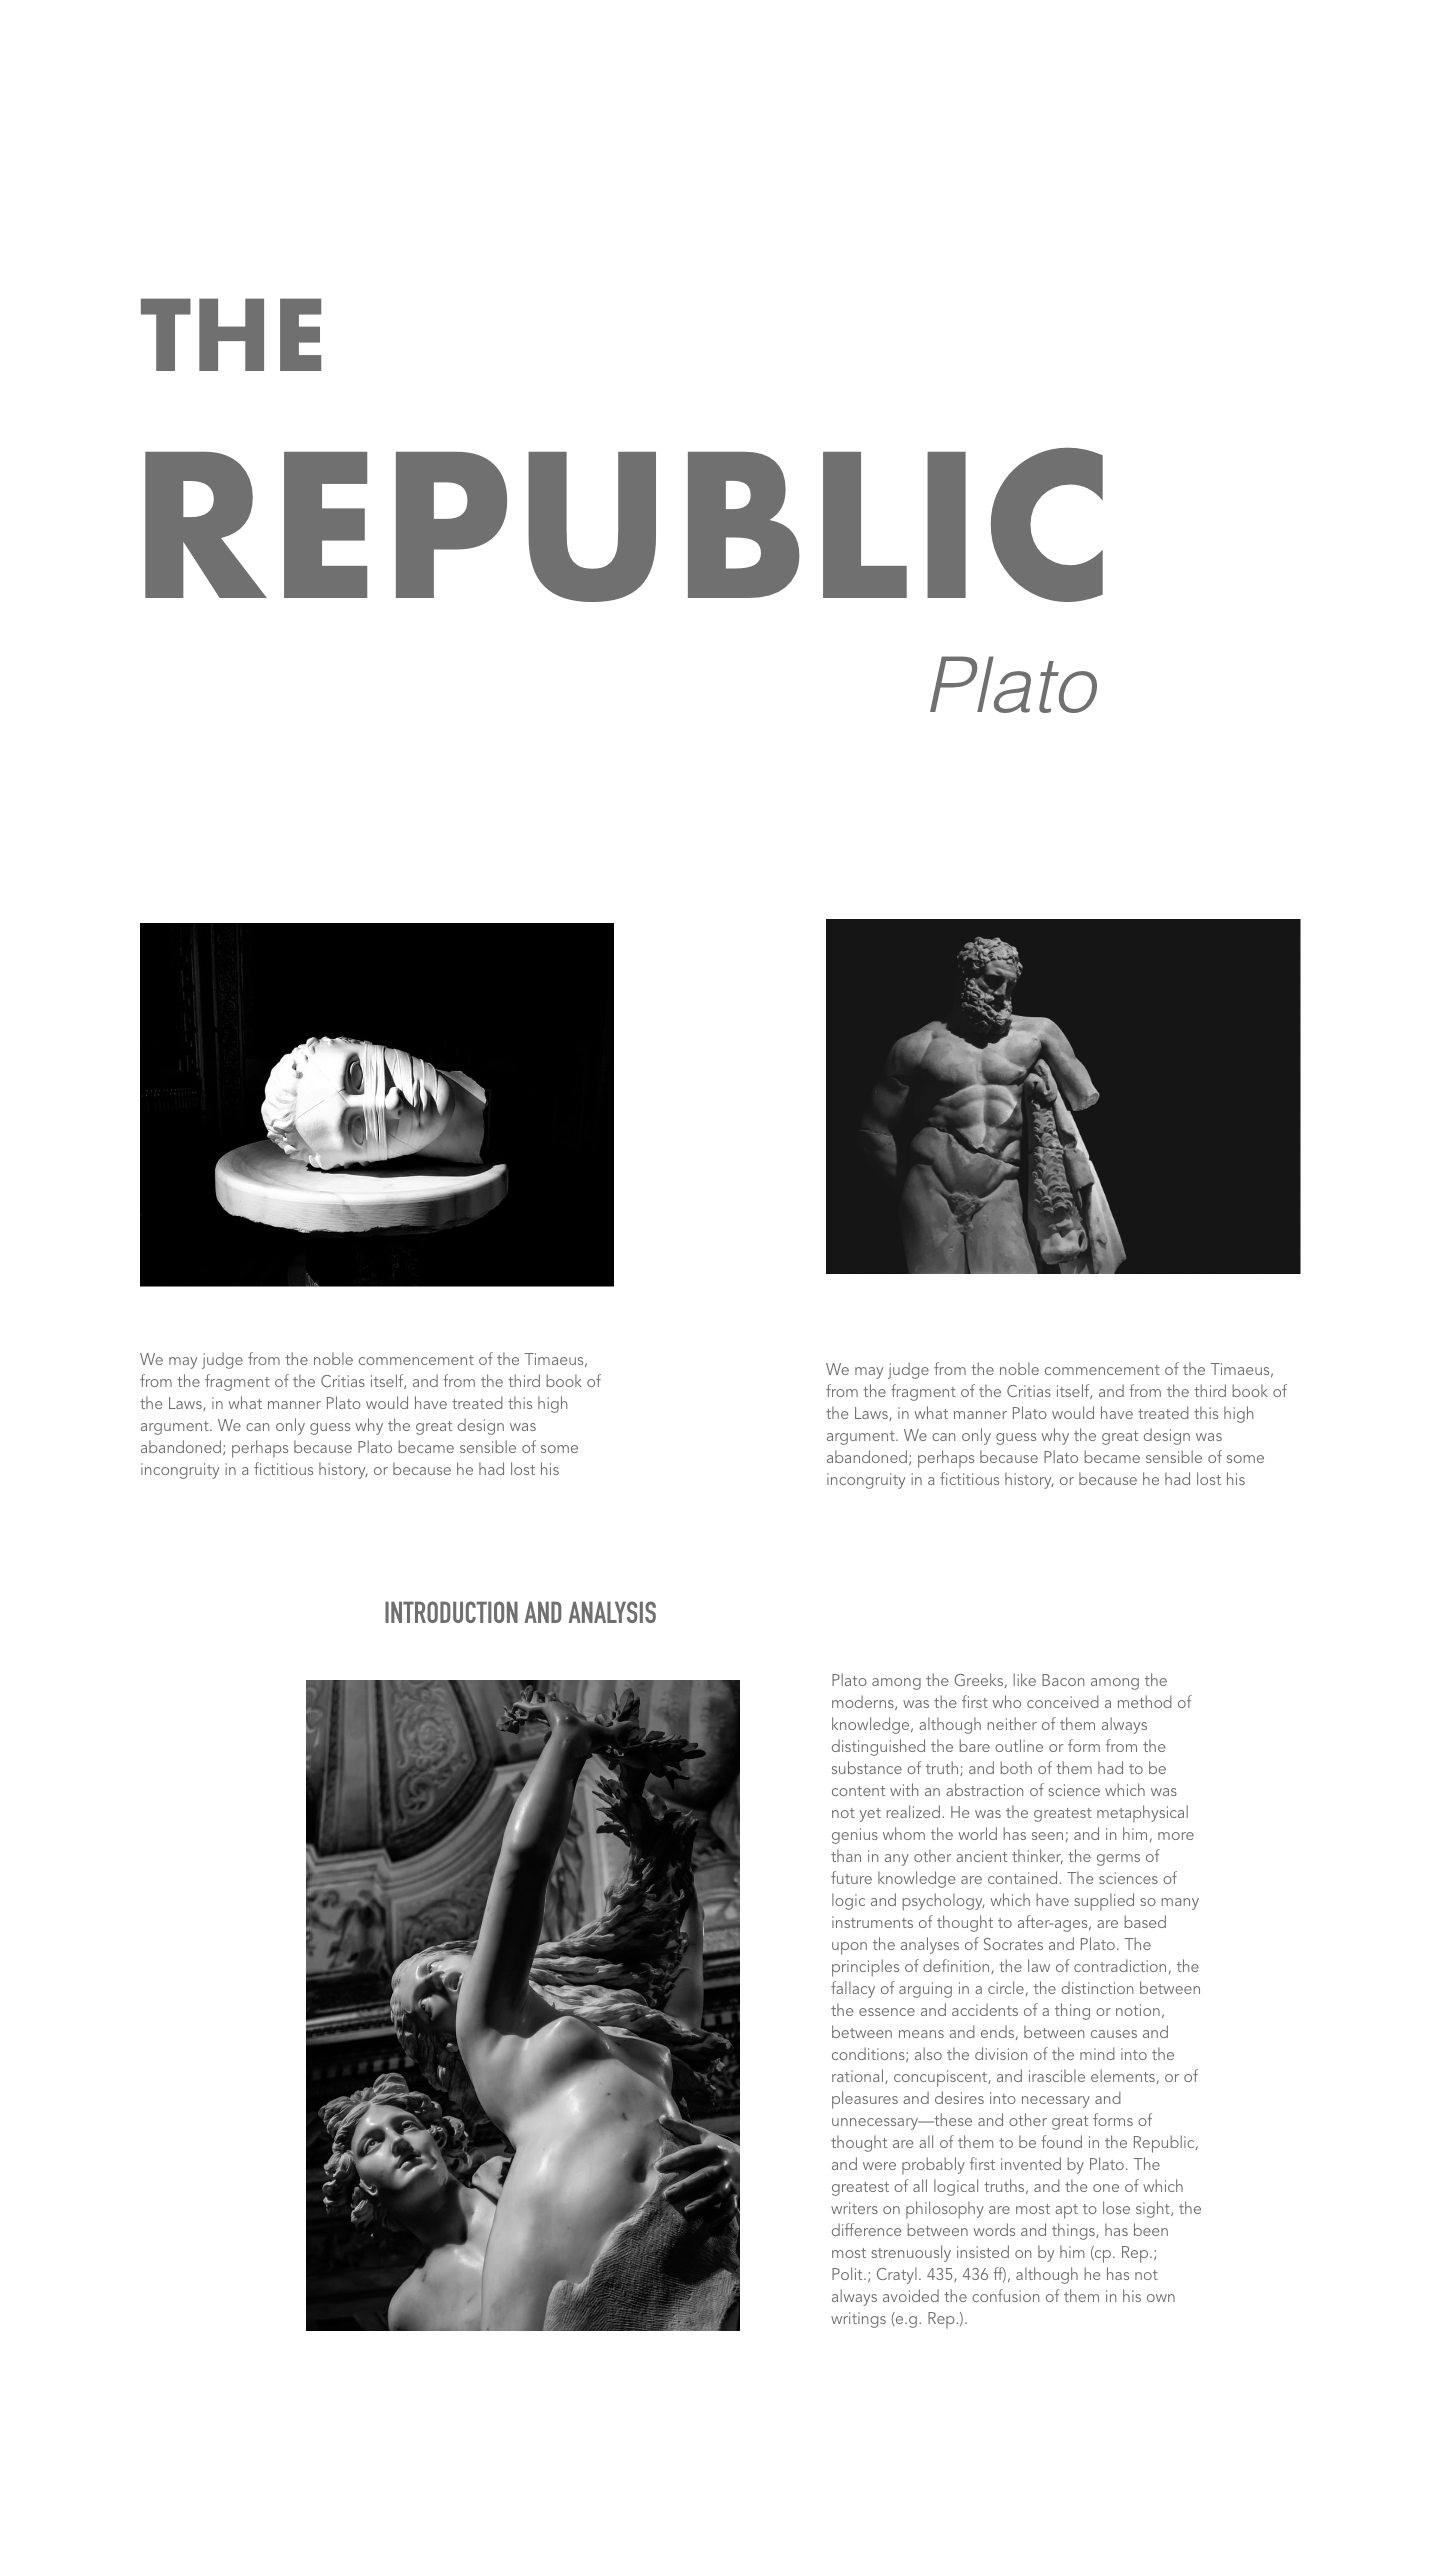 THE
REPUBLIC
Plato
We may judge from the noble commencement of the Timaeus,
from the fragment of the Critias itself, and from the third book of
the Laws, in what manner Plato would have treated this high
argument. We can only guess why the great design was
abandoned; perhaps because Plato became sensible of some
incongruity in a fictitious history, or because he had lost his
We may judge from the noble commencement of the Timaeus,
from the fragment of the Critias itself, and from the third book of
the Laws, in what manner Plato would have treated this high
argument. We can only guess why the great design was
abandoned; perhaps because Plato became sensible of some
incongruity in a fictitious history, or because he had lost his
INTRODUCTION AND ANALYSIS
Plato among the Greeks, like Bacon among the
moderns, was the first who conceived a method of
knowledge, although neither of them always
distinguished the bare outline or form from the
substance of truth; and both of them had to be
content with an abstraction of science which was
not yet realized. He was the greatest metaphysical
genius whom the world has seen; and in him, more
than in any other ancient thinker, the germs of
future knowledge are contained. The sciences of
logic and psychology, which have supplied so many
instruments of thought to after-ages, are based
upon the analyses of Socrates and Plato. The
principles of definition, the law of contradiction, the
fallacy of arguing in a circle, the distinction between
the essence and accidents of a thing or notion,
between means and ends, between causes and
conditions; also the division of the mind into the
rational, concupiscent, and irascible elements, or of
pleasures and desires into necessary and
unnecessary—these and other great forms of
thought are all of them to be found in the Republic,
and were probably first invented by Plato. The
greatest of all logical truths, and the one of which
writers on philosophy are most apt to lose sight, the
difference between words and things, has been
most strenuously insisted on by him (cp. Rep.;
Polit.; Cratyl. 435, 436 ff), although he has not
always avoided the confusion of them in his own
writings (e.g. Rep.).